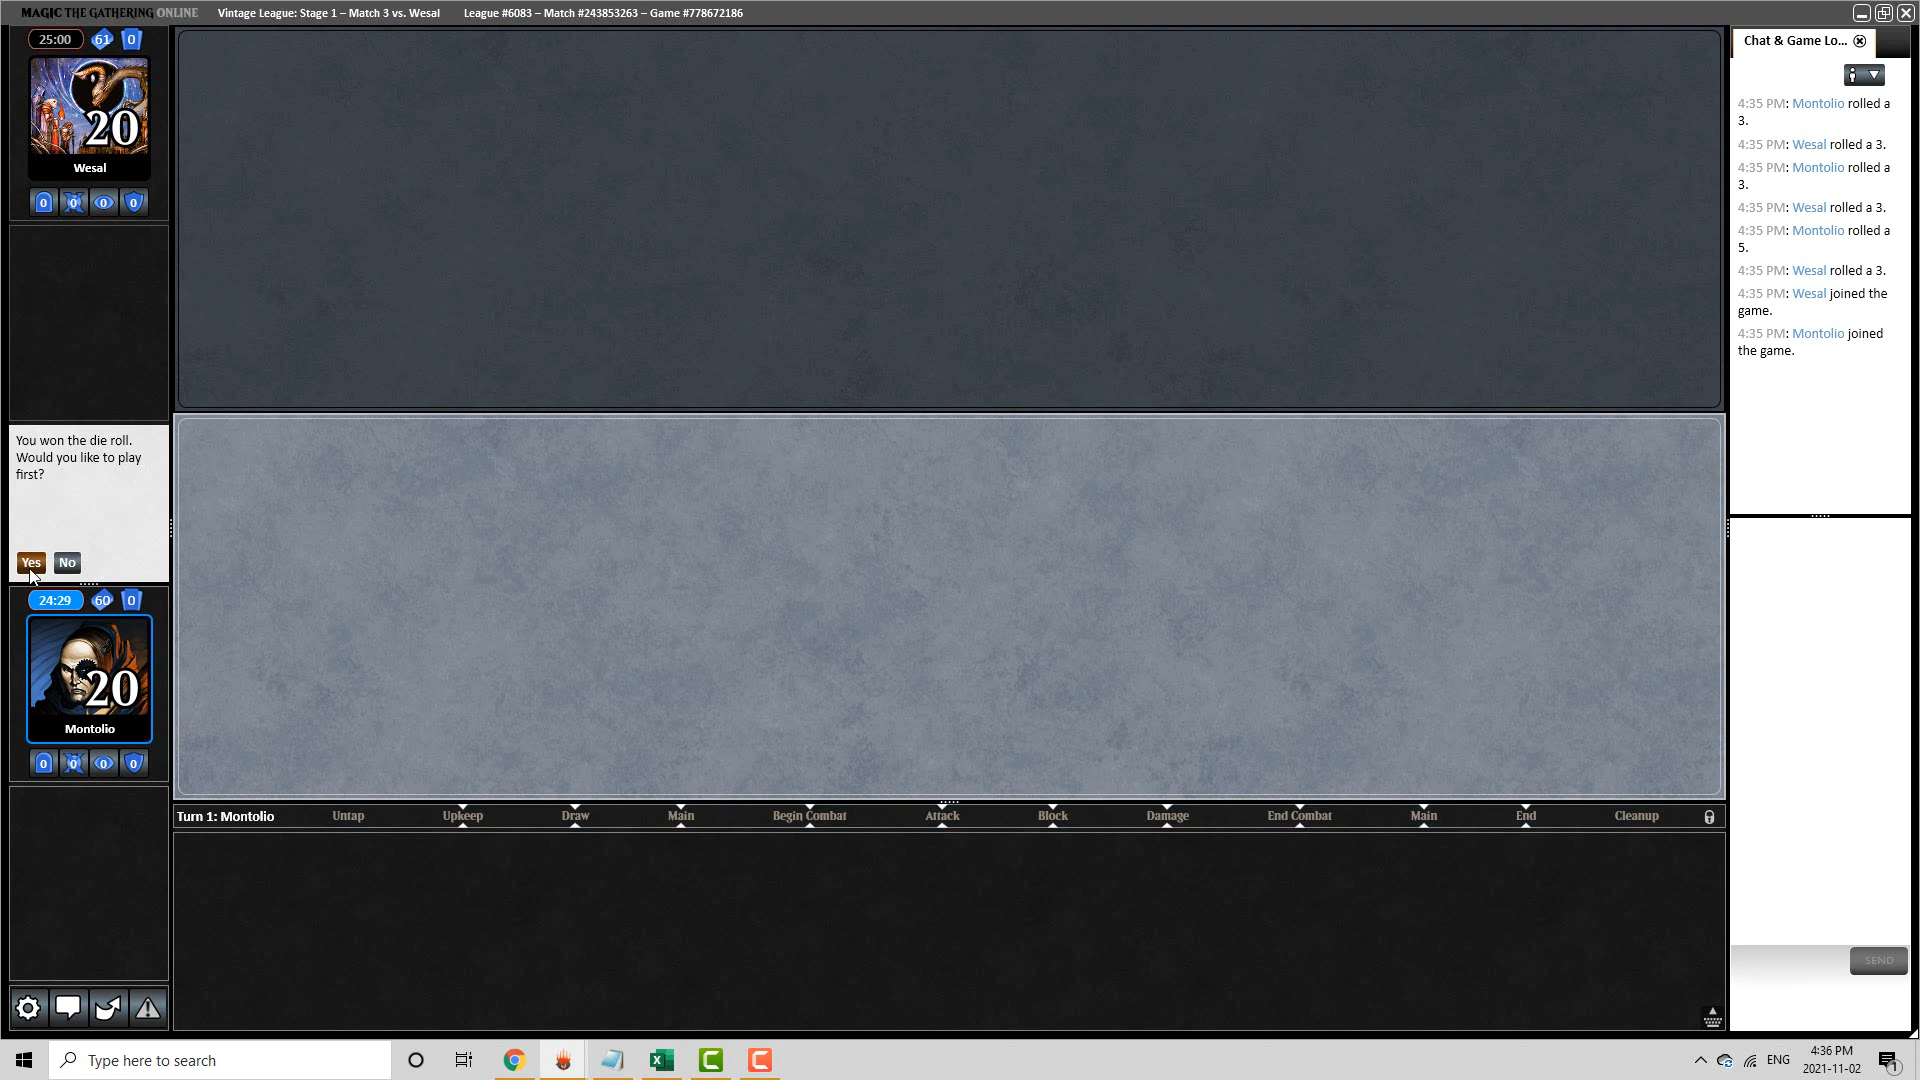 MAGIC THE GATHERING ONLINE
Vintage League: Stage 1 – Match 3 vs. Wesal
League #6083 – Match #243853263 – Game #778672186
25:00
61
0
20
Wesal
0
0
0
0
You won the die roll.
Would you like to play
first?
Yes
No
24:29
60
0
20
Montolio
0
0
0
0
Turn 1: Montolio
Untap
Upkeep
Draw
Main
Begin Combat
Attack
Block
Damage
End Combat
Main
End
Cleanup
Chat & Game Lo...
4:35 PM: Montolio rolled a
3.
4:35 PM: Wesal rolled a 3.
4:35 PM: Montolio rolled a
3.
4:35 PM: Wesal rolled a 3.
4:35 PM: Montolio rolled a
5.
4:35 PM: Wesal rolled a 3.
4:35 PM: Wesal joined the
game.
4:35 PM: Montolio joined
the game.
SEND
Type here to search
ENG
4:36 PM
2021-11-02
1